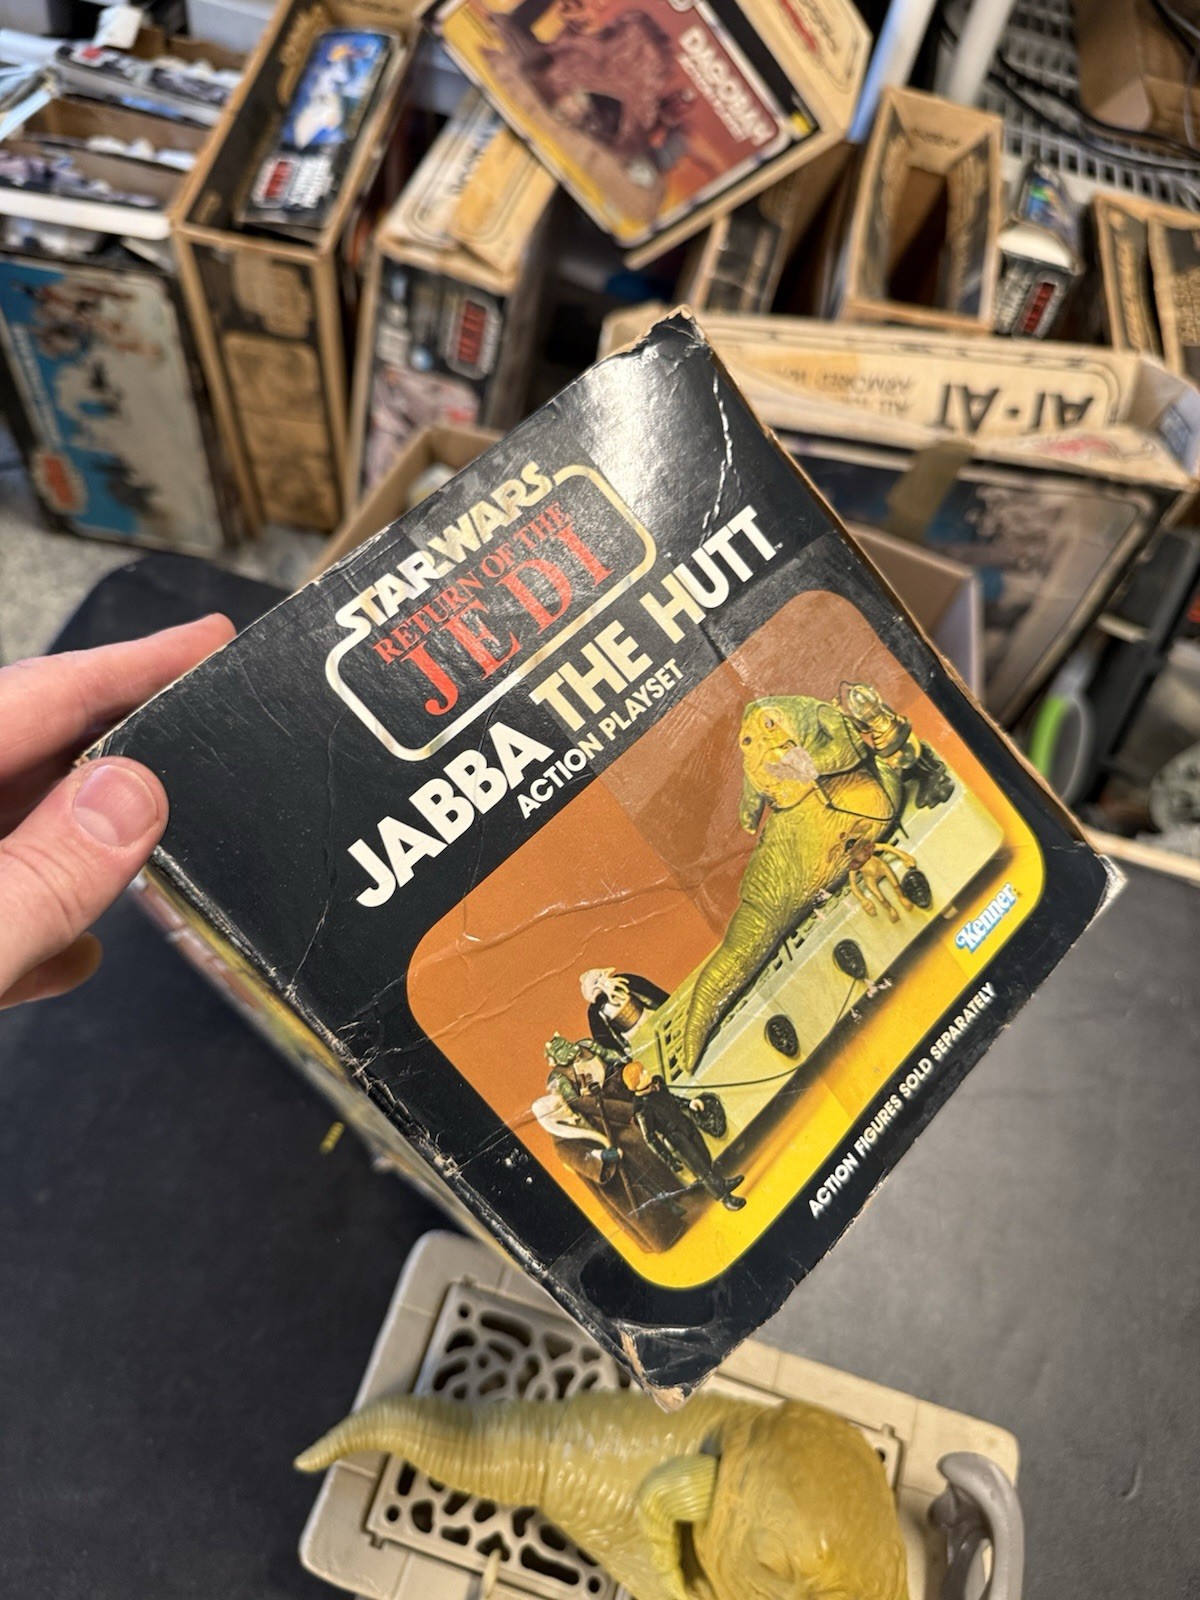 DAGOBAH
AT-AT
ALL TERRAIN
ARMORED
STAR WARS
RETURN OF THE
JEDI
JABBA THE HUTT
ACTION PLAYSET
Kenner
ACTION FIGURES SOLD SEPARATELY